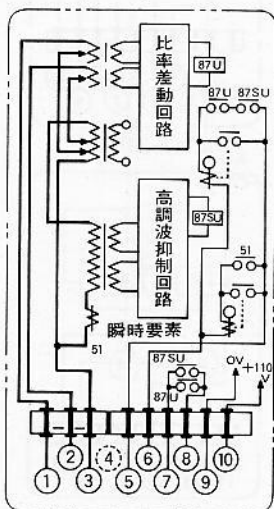 比率差動回路
87U
87U 87SU
高調波抑制回路
87SU
51
瞬時要素
51
87SU
87U
0V
+110V
① ② ③ ④ ⑤ ⑥ ⑦ ⑧ ⑨ ⑩